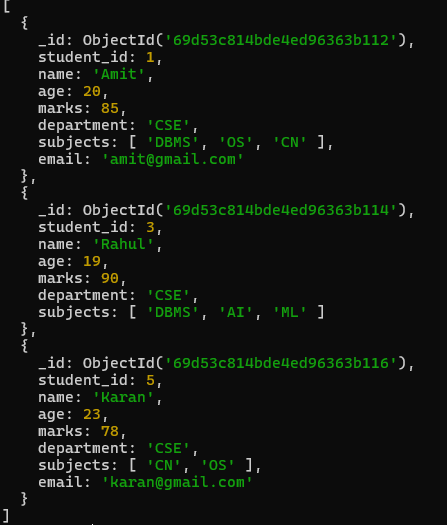 [
  {
    _id: ObjectId('69d53c814bde4ed96363b112'),
    student_id: 1,
    name: 'Amit',
    age: 20,
    marks: 85,
    department: 'CSE',
    subjects: [ 'DBMS', 'OS', 'CN' ],
    email: 'amit@gmail.com'
  },
  {
    _id: ObjectId('69d53c814bde4ed96363b114'),
    student_id: 3,
    name: 'Rahul',
    age: 19,
    marks: 90,
    department: 'CSE',
    subjects: [ 'DBMS', 'AI', 'ML' ]
  },
  {
    _id: ObjectId('69d53c814bde4ed96363b116'),
    student_id: 5,
    name: 'Karan',
    age: 23,
    marks: 78,
    department: 'CSE',
    subjects: [ 'CN', 'OS' ],
    email: 'karan@gmail.com'
  }
]